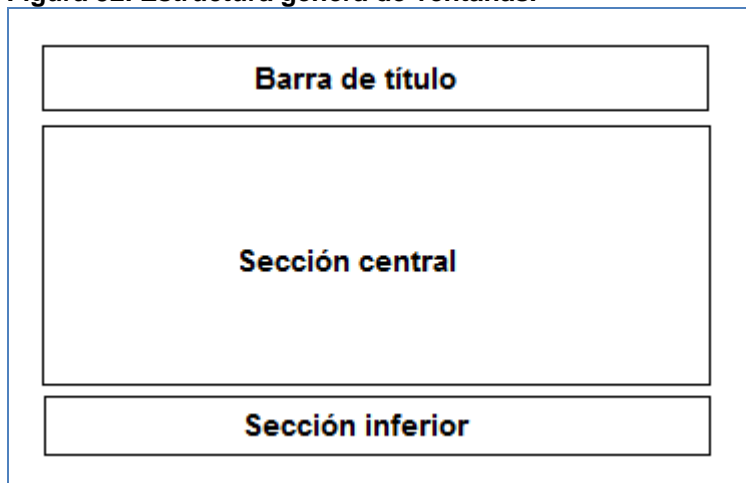 Barra de título
Sección central
Sección inferior